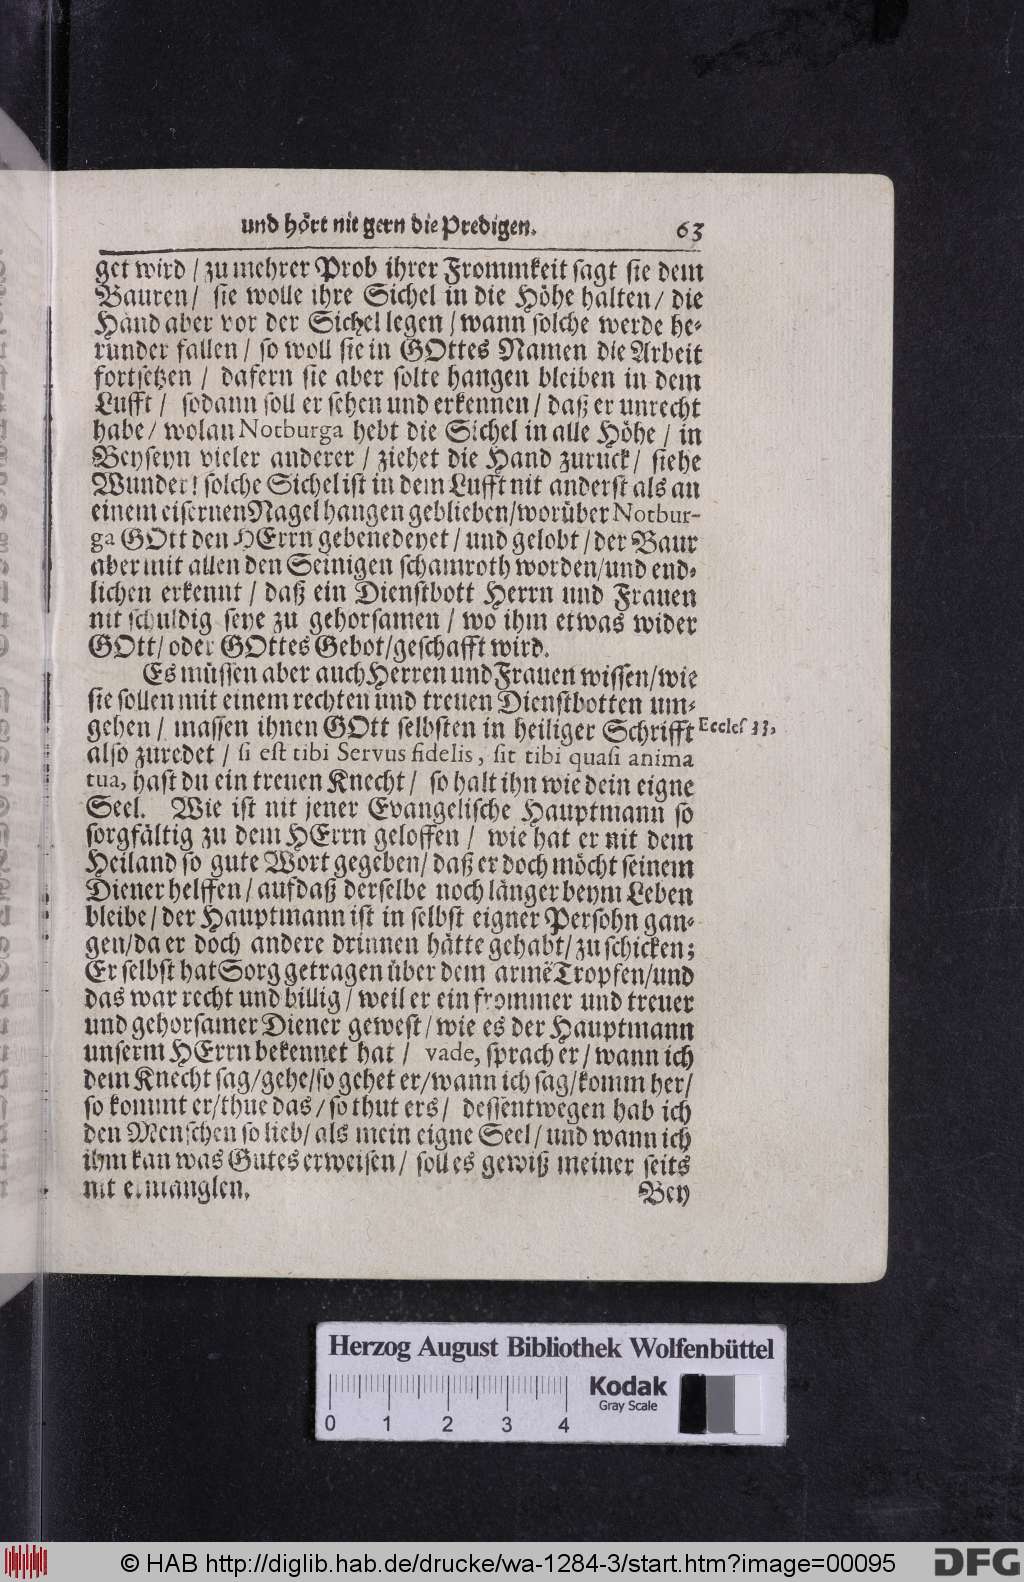 und hört nit gern die Predigen. 63
get wird / zu mehrer Prob ihrer Frommkeit sagt sie dem
Bauren / sie wolle ihre Sichel in die Höhe halten / die
Hand aber vor der Sichel legen / wann solche werde he-
runder fallen / so woll sie in GOttes Namen die Arbeit
fortsetzen / dafern sie aber solte hangen bleiben in dem
Lufft / sodann soll er sehen und erkennen / daß er unrecht
habe / wolan Notburga hebt die Sichel in alle Höhe / in
Beyseyn vieler anderer / ziehet die Hand zuruck / siehe
Wunder! solche Sichel ist in dem Lufft nit anderst als an
einem eisernen Nagel hangen geblieben / worüber Notbur-
ga GOtt den HErrn gebenedeyet / und gelobt / der Baur
aber mit allen den Seinigen schamroth worden / und end-
lichen erkennt / daß ein Dienstbott Herrn und Frauen
nit schuldig seye zu gehorsamen / wo ihm etwas wider
GOtt / oder GOttes Gebot / geschafft wird.
Es müssen aber auch Herren und Frauen wissen / wie
sie sollen mit einem rechten und treuen Dienstbotten um-
gehen / massen ihnen GOtt selbsten in heiliger Schrifft Eccles 33,
also zuredet / si est tibi Servus fidelis, sit tibi quasi anima
tua, hast du ein treuen Knecht / so halt ihn wie dein eigne
Seel. Wie ist nit jener Evangelische Hauptmann so
sorgfältig zu dem HErrn geloffen / wie hat er nit dem
Heiland so gute Wort gegeben / daß er doch möcht seinem
Diener helffen / auf daß derselbe noch länger beym Leben
bleibe / der Hauptmann ist in selbst eigner Persohn gan-
gen / da er doch andere drinnen hätte gehabt / zu schicken;
Er selbst hat Sorg getragen über dem armē Tropfen / und
das war recht und billig / weil er ein frommer und treuer
und gehorsamer Diener gewest / wie es der Hauptmann
unserm HErrn bekennet hat / vade, sprach er / wann ich
dem Knecht sag / gehe / so gehet er / wann ich sag / komm her /
so kommt er / thue das / so thut ers / dessentwegen hab ich
den Menschen so lieb / als mein eigne Seel / und wann ich
ihm kan was Gutes erweisen / soll es gewiß meiner seits
nit ermanglen.
Bey
Herzog August Bibliothek Wolfenbüttel
Kodak
Gray Scale
0 1 2 3 4
© HAB http://diglib.hab.de/drucke/wa-1284-3/start.htm?image=00095
DFG